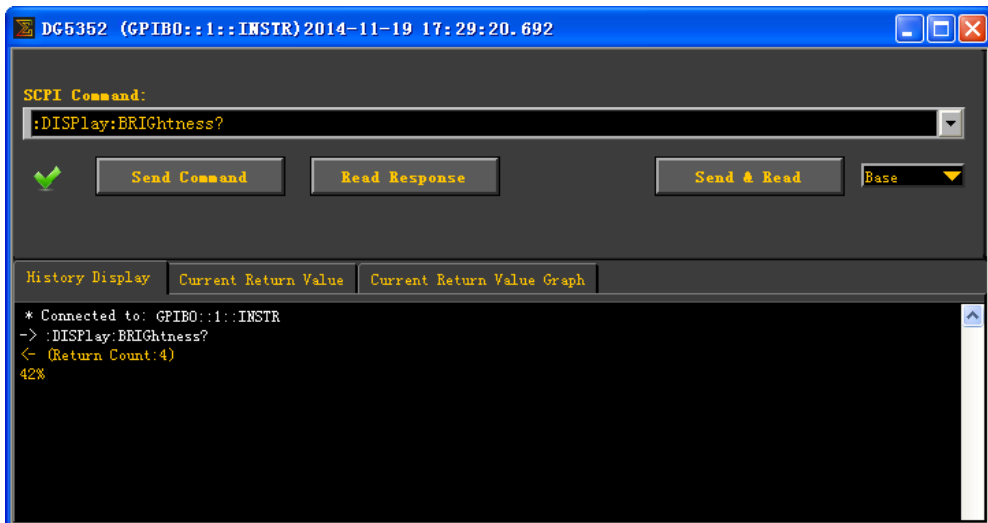 DG5352 (GPIB0::1::INSTR)2014-11-19 17:29:20.692
SCPI Command:
:DISPlay:BRIGhtness?
Send Command Read Response Send & Read Base
History Display Current Return Value Current Return Value Graph
* Connected to: GPIB0::1::INSTR
-> :DISPlay:BRIGhtness?
<- (Return Count:4)
42%